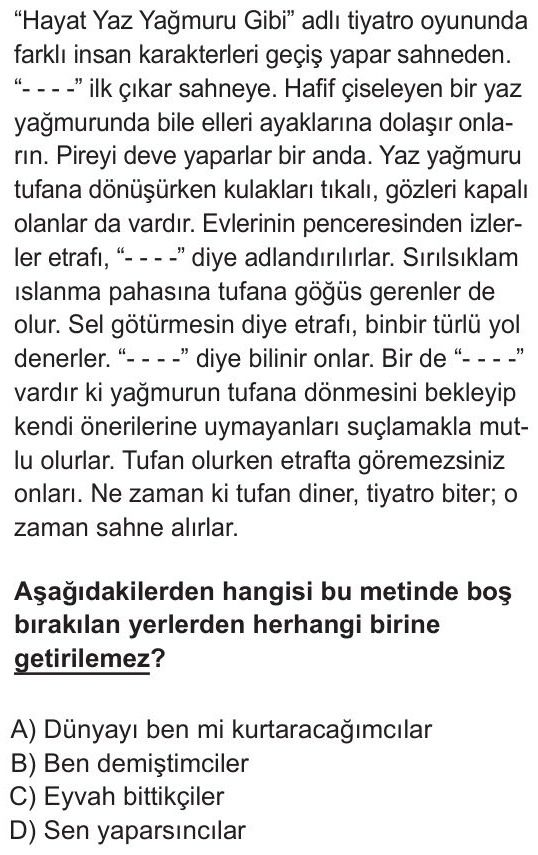 “Hayat Yaz Yağmuru Gibi” adlı tiyatro oyununda
farklı insan karakterleri geçiş yapar sahneden.
“- - - -” ilk çıkar sahneye. Hafif çiseleyen bir yaz
yağmurunda bile elleri ayaklarına dolaşır onla-
rın. Pireyi deve yaparlar bir anda. Yaz yağmuru
tufana dönüşürken kulakları tıkalı, gözleri kapalı
olanlar da vardır. Evlerinin penceresinden izler-
ler etrafı, “- - - -” diye adlandırılırlar. Sırılsıklam
ıslanma pahasına tufana göğüs gerenler de
olur. Sel götürmesin diye etrafı, binbir türlü yol
denerler. “- - - -” diye bilinir onlar. Bir de “- - - -”
vardır ki yağmurun tufana dönmesini bekleyip
kendi önerilerine uymayanları suçlamakla mut-
lu olurlar. Tufan olurken etrafta göremezsiniz
onları. Ne zaman ki tufan diner, tiyatro biter; o
zaman sahne alırlar.
Aşağıdakilerden hangisi bu metinde boş
bırakılan yerlerden herhangi birine
getirilemez?
A) Dünyayı ben mi kurtaracağımcılar
B) Ben demiştimciler
C) Eyvah bittikçiler
D) Sen yaparsıncılar